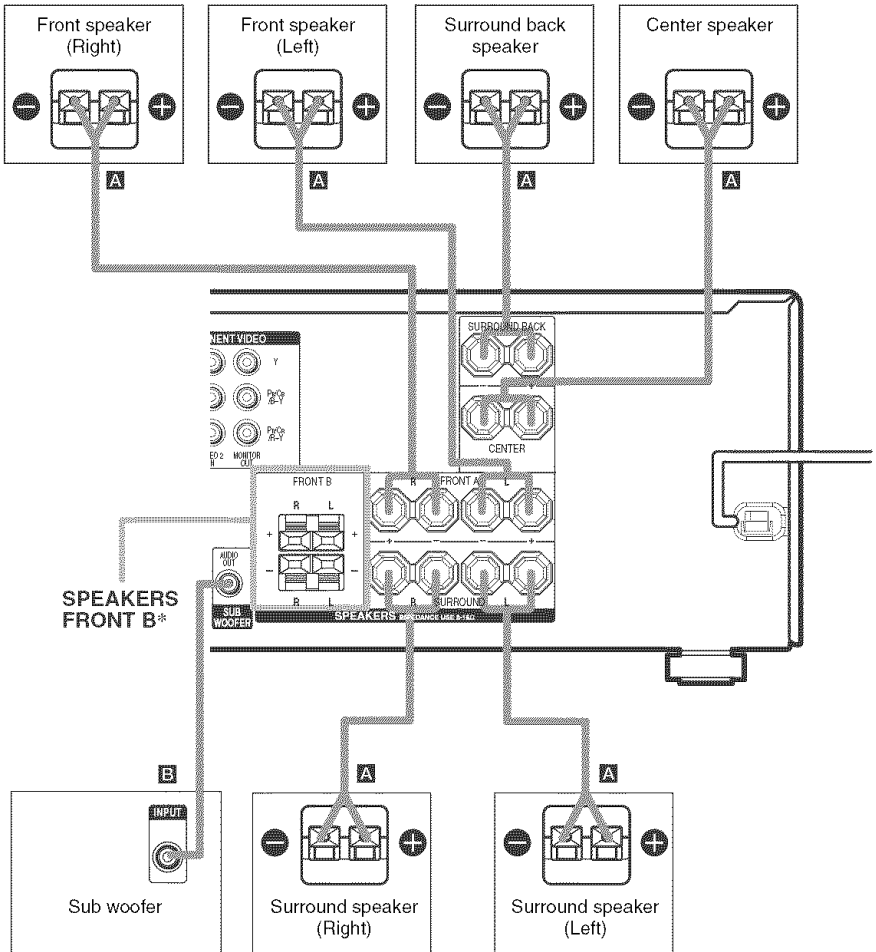 Front speaker
(Right)
Front speaker
(Left)
Surround back
speaker
Center speaker
− +
− +
− +
− +
A
A
A
A
SURROUND BACK
− +
CENTER
Y
MONITOR
OUT
FRONT B
R L
+ +
− −
R L
R FRONT A L
+ − − +
R SURROUND L
AUDIO
OUT
SUB
WOOFER
SPEAKERS
SPEAKERS
FRONT B*
B
A
A
INPUT
− +
− +
Sub woofer
Surround speaker
(Right)
Surround speaker
(Left)